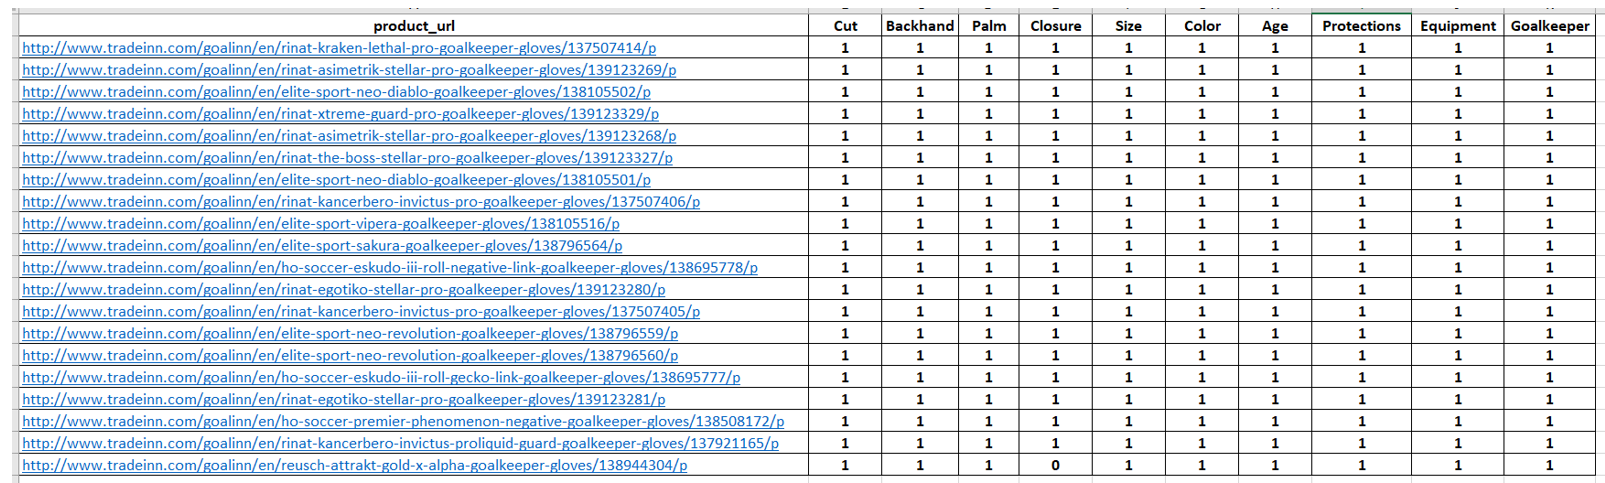 product_url Cut Backhand Palm Closure Size Color Age Protections Equipment Goalkeeper
http://www.tradeinn.com/goalinn/en/rinat-kraken-lethal-pro-goalkeeper-gloves/137507414/p 1 1 1 1 1 1 1 1 1 1
http://www.tradeinn.com/goalinn/en/rinat-asimetrik-stellar-pro-goalkeeper-gloves/139123269/p 1 1 1 1 1 1 1 1 1 1
http://www.tradeinn.com/goalinn/en/elite-sport-neo-diablo-goalkeeper-gloves/138105502/p 1 1 1 1 1 1 1 1 1 1
http://www.tradeinn.com/goalinn/en/rinat-xtreme-guard-pro-goalkeeper-gloves/139123329/p 1 1 1 1 1 1 1 1 1 1
http://www.tradeinn.com/goalinn/en/rinat-asimetrik-stellar-pro-goalkeeper-gloves/139123268/p 1 1 1 1 1 1 1 1 1 1
http://www.tradeinn.com/goalinn/en/rinat-the-boss-stellar-pro-goalkeeper-gloves/139123327/p 1 1 1 1 1 1 1 1 1 1
http://www.tradeinn.com/goalinn/en/elite-sport-neo-diablo-goalkeeper-gloves/138105501/p 1 1 1 1 1 1 1 1 1 1
http://www.tradeinn.com/goalinn/en/rinat-kancerbero-invictus-pro-goalkeeper-gloves/137507406/p 1 1 1 1 1 1 1 1 1 1
http://www.tradeinn.com/goalinn/en/elite-sport-vipera-goalkeeper-gloves/138105516/p 1 1 1 1 1 1 1 1 1 1
http://www.tradeinn.com/goalinn/en/elite-sport-sakura-goalkeeper-gloves/138796564/p 1 1 1 1 1 1 1 1 1 1
http://www.tradeinn.com/goalinn/en/ho-soccer-eskudo-iii-roll-negative-link-goalkeeper-gloves/138695778/p 1 1 1 1 1 1 1 1 1 1
http://www.tradeinn.com/goalinn/en/rinat-egotiko-stellar-pro-goalkeeper-gloves/139123280/p 1 1 1 1 1 1 1 1 1 1
http://www.tradeinn.com/goalinn/en/rinat-kancerbero-invictus-pro-goalkeeper-gloves/137507405/p 1 1 1 1 1 1 1 1 1 1
http://www.tradeinn.com/goalinn/en/elite-sport-neo-revolution-goalkeeper-gloves/138796559/p 1 1 1 1 1 1 1 1 1 1
http://www.tradeinn.com/goalinn/en/elite-sport-neo-revolution-goalkeeper-gloves/138796560/p 1 1 1 1 1 1 1 1 1 1
http://www.tradeinn.com/goalinn/en/ho-soccer-eskudo-iii-roll-gecko-link-goalkeeper-gloves/138695777/p 1 1 1 1 1 1 1 1 1 1
http://www.tradeinn.com/goalinn/en/rinat-egotiko-stellar-pro-goalkeeper-gloves/139123281/p 1 1 1 1 1 1 1 1 1 1
http://www.tradeinn.com/goalinn/en/ho-soccer-premier-phenomenon-negative-goalkeeper-gloves/138508172/p 1 1 1 1 1 1 1 1 1 1
http://www.tradeinn.com/goalinn/en/rinat-kancerbero-invictus-proliquid-guard-goalkeeper-gloves/137921165/p 1 1 1 1 1 1 1 1 1 1
http://www.tradeinn.com/goalinn/en/reusch-attrakt-gold-x-alpha-goalkeeper-gloves/138944304/p 1 1 1 0 1 1 1 1 1 1